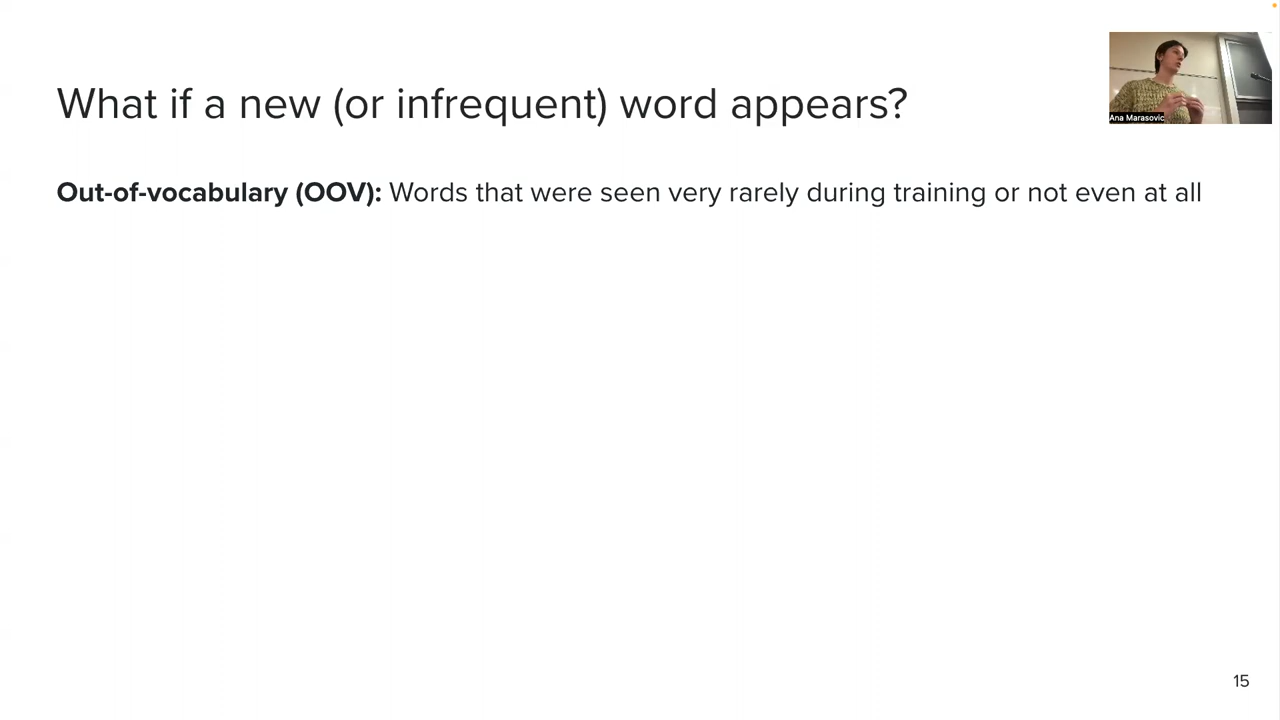 What if a new (or infrequent) word appears?
Ana Marasovic
Out-of-vocabulary (OOV): Words that were seen very rarely during training or not even at all
15